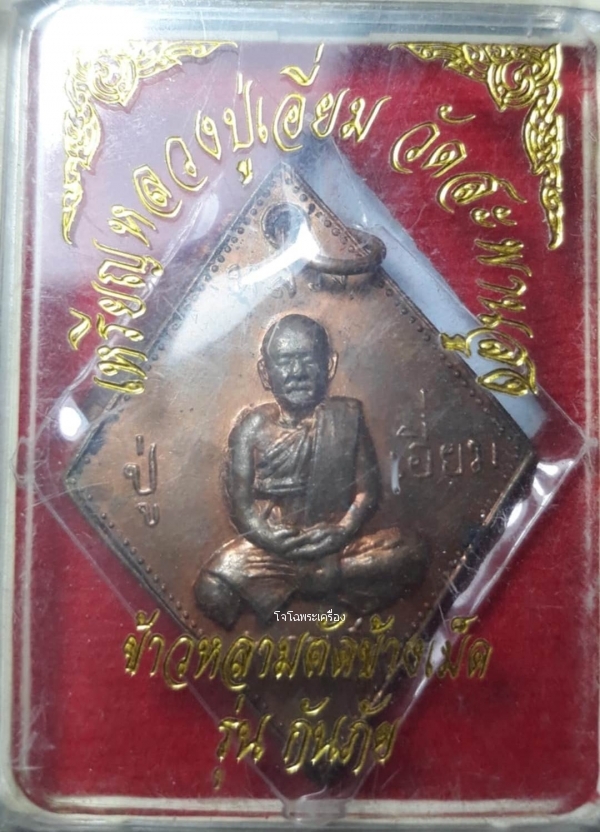 เหรียญหลวงปู่เอี่ยม วัดสะพานสูง
ปู่
เอี่ยม
โจโฉพระเครื่อง
ข้าวหลามตัดข้างเม็ด
รุ่น กันภัย